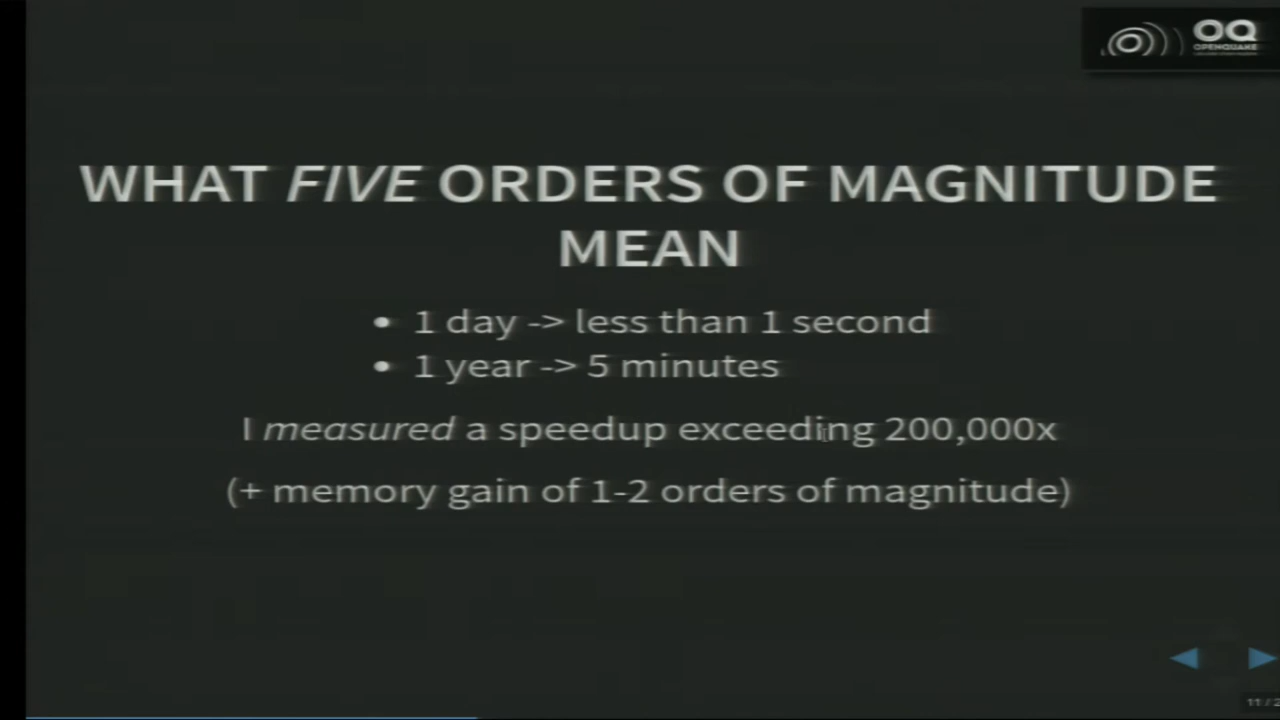 OQ
OPENQUAKE
WHAT FIVE ORDERS OF MAGNITUDE
MEAN
• 1 day -> less than 1 second
• 1 year -> 5 minutes
I measured a speedup exceeding 200,000x
(+ memory gain of 1-2 orders of magnitude)